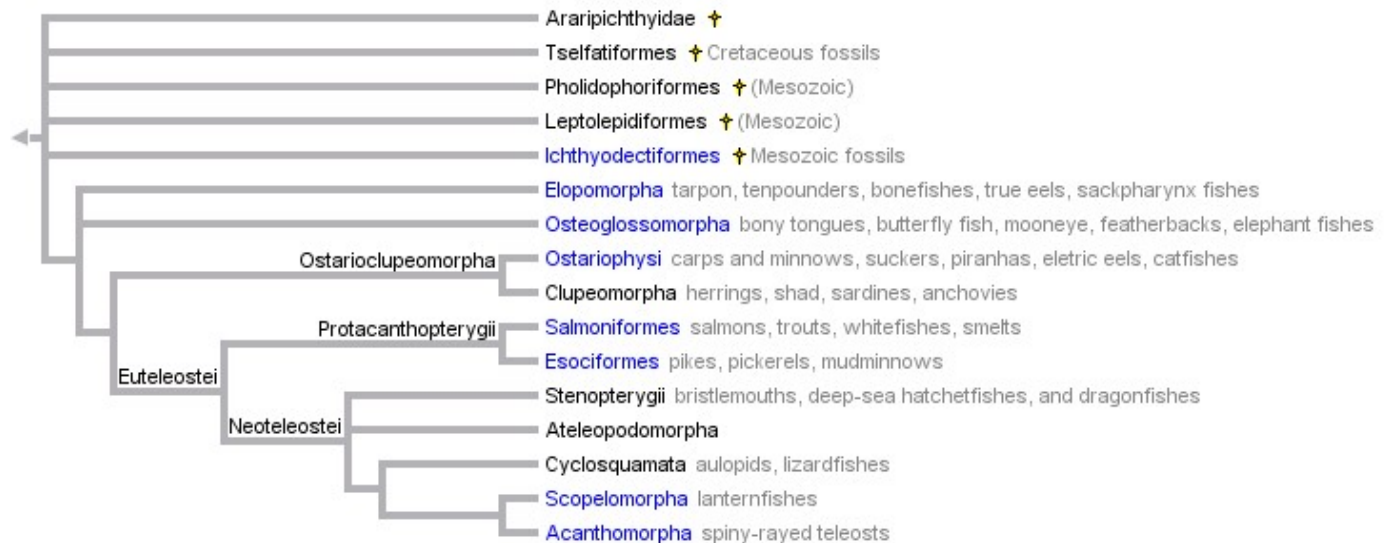 Araripichthyidae
Tselfatiformes Cretaceous fossils
Pholidophoriformes (Mesozoic)
Leptolepidiformes (Mesozoic)
Ichthyodectiformes Mesozoic fossils
Elopomorpha tarpon, tenpounders, bonefishes, true eels, sackpharynx fishes
Osteoglossomorpha bony tongues, butterfly fish, mooneye, featherbacks, elephant fishes
Ostarioclupeomorpha
Ostariophysi carps and minnows, suckers, piranhas, eletric eels, catfishes
Clupeomorpha herrings, shad, sardines, anchovies
Protacanthopterygii
Salmoniformes salmons, trouts, whitefishes, smelts
Esociformes pikes, pickerels, mudminnows
Euteleostei
Stenopterygii bristlemouths, deep-sea hatchetfishes, and dragonfishes
Neoteleostei
Ateleopodomorpha
Cyclosquamata aulopids, lizardfishes
Scopelomorpha lanternfishes
Acanthomorpha spiny-rayed teleosts